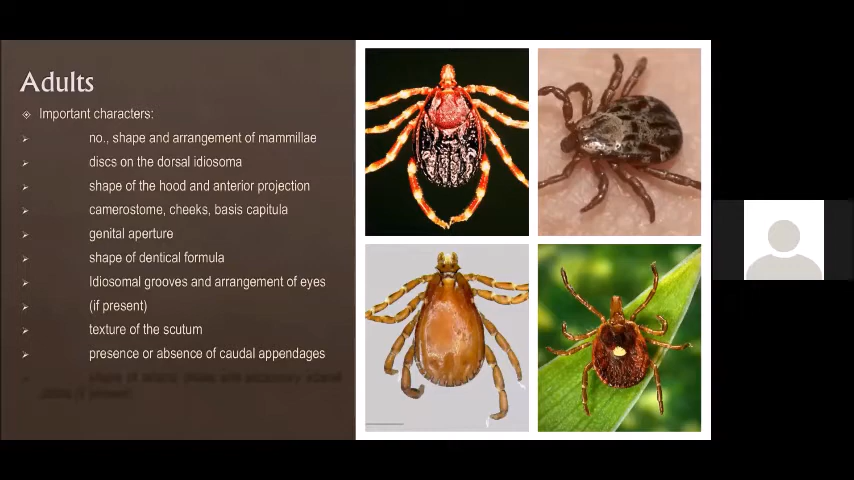 Adults
Important characters:
no., shape and arrangement of mammillae
discs on the dorsal idiosoma
shape of the hood and anterior projection
camerostome, cheeks, basis capitula
genital aperture
shape of dentical formula
Idiosomal grooves and arrangement of eyes
(if present)
texture of the scutum
presence or absence of caudal appendages